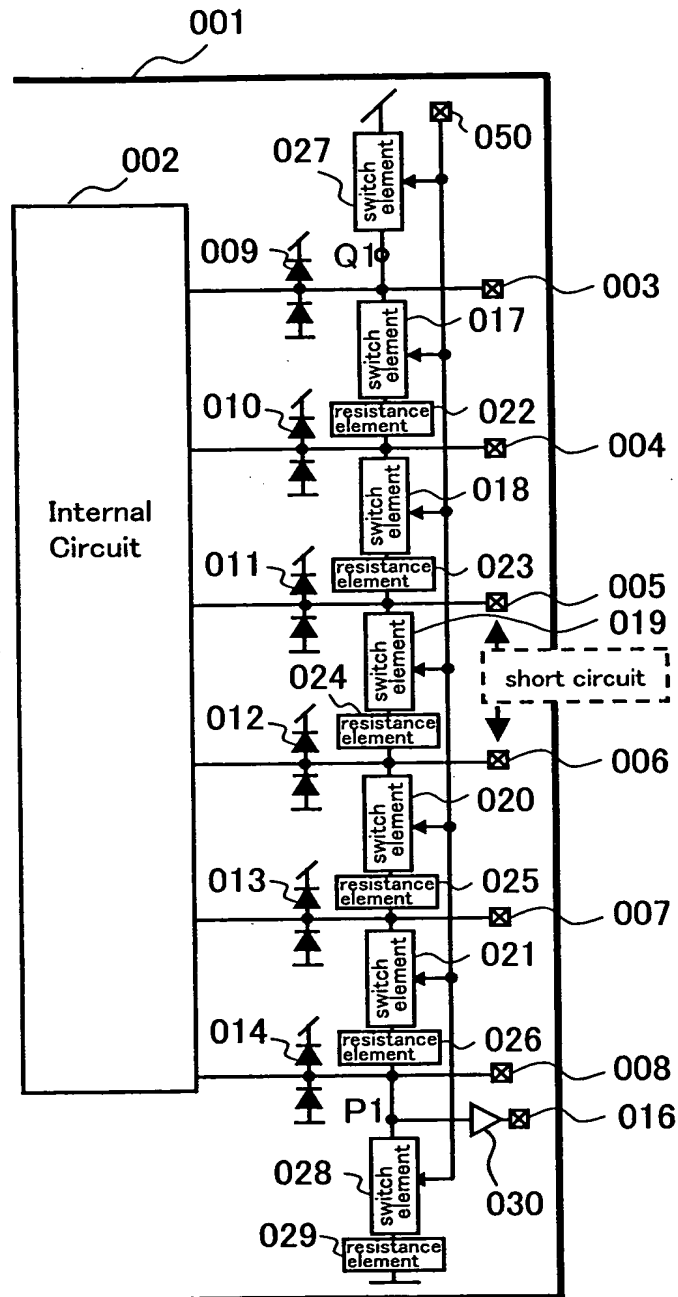 001
002
027
switch element
050
009
Q1
003
017
switch element
010
resistance element
022
004
switch element
018
Internal Circuit
011
resistance element
023
005
019
switch element
short circuit
024
012
resistance element
006
020
switch element
013
resistance element
025
007
021
switch element
014
resistance element
026
008
P1
016
028
switch element
030
029
resistance element